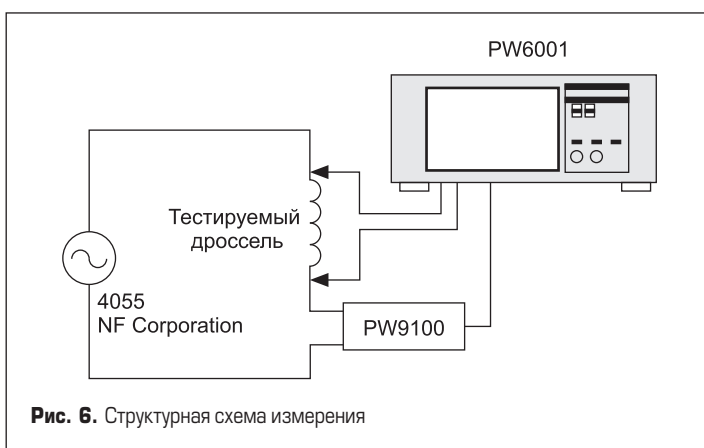 PW6001
Тестируемый
дроссель
4055
NF Corporation
PW9100
Рис. 6. Структурная схема измерения